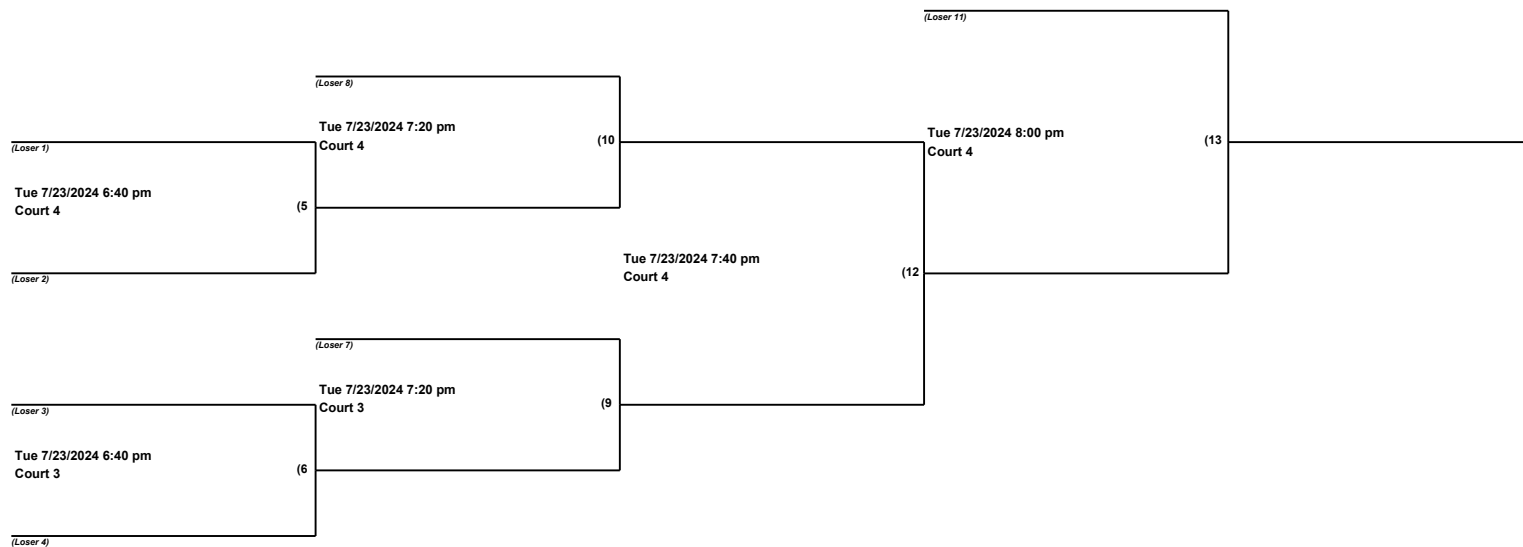 (Loser 11)
(Loser 8)
Tue 7/23/2024 7:20 pm
Court 4
(10
Tue 7/23/2024 8:00 pm
Court 4
(13
(Loser 1)
Tue 7/23/2024 6:40 pm
Court 4
(5
(Loser 2)
Tue 7/23/2024 7:40 pm
Court 4
(12
(Loser 7)
Tue 7/23/2024 7:20 pm
Court 3
(9
(Loser 3)
Tue 7/23/2024 6:40 pm
Court 3
(6
(Loser 4)